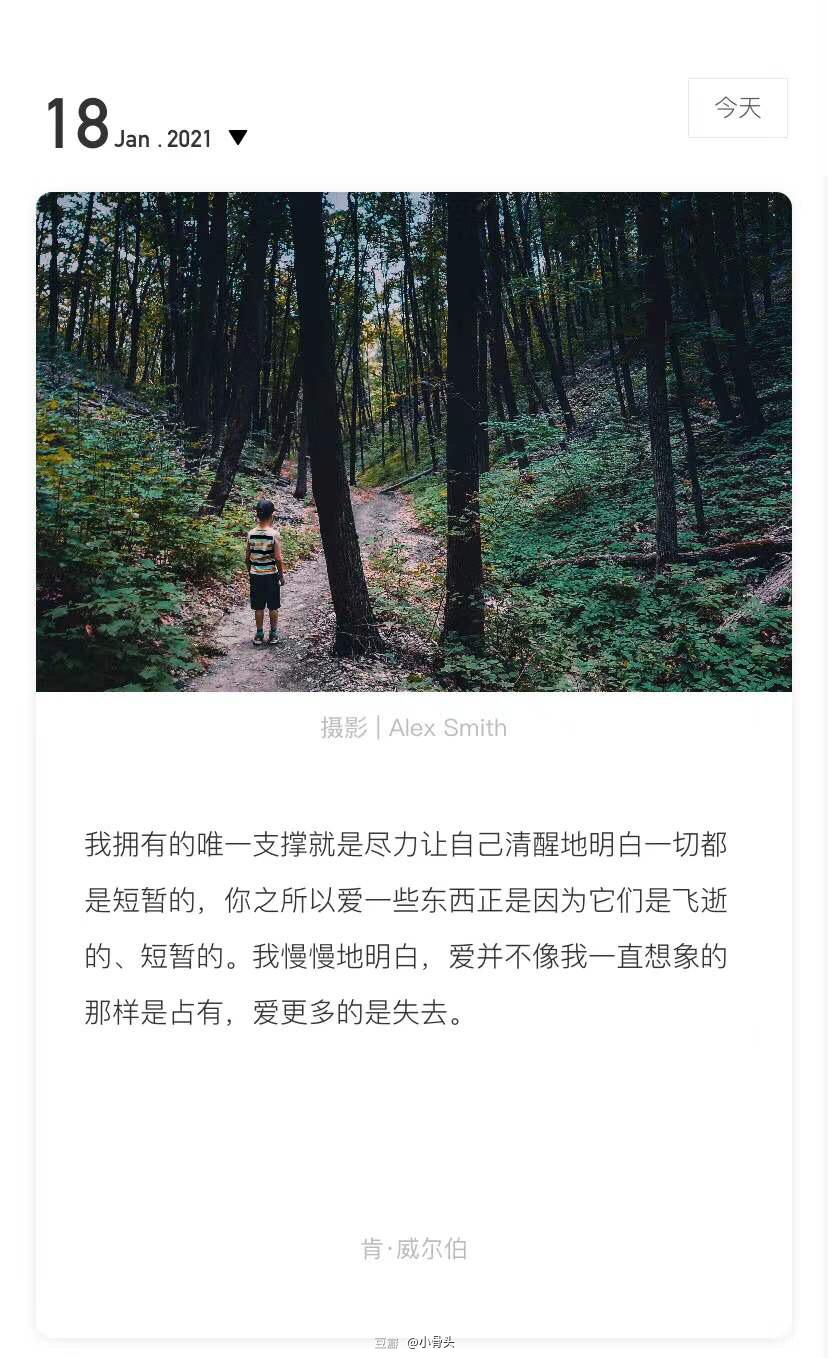 18 Jan . 2021 ▼
今天
摄影 | Alex Smith
我拥有的唯一支撑就是尽力让自己清醒地明白一切都
是短暂的，你之所以爱一些东西正是因为它们是飞逝
的、短暂的。我慢慢地明白，爱并不像我一直想象的
那样是占有，爱更多的是失去。
肯·威尔伯
豆瓣 @小骨头